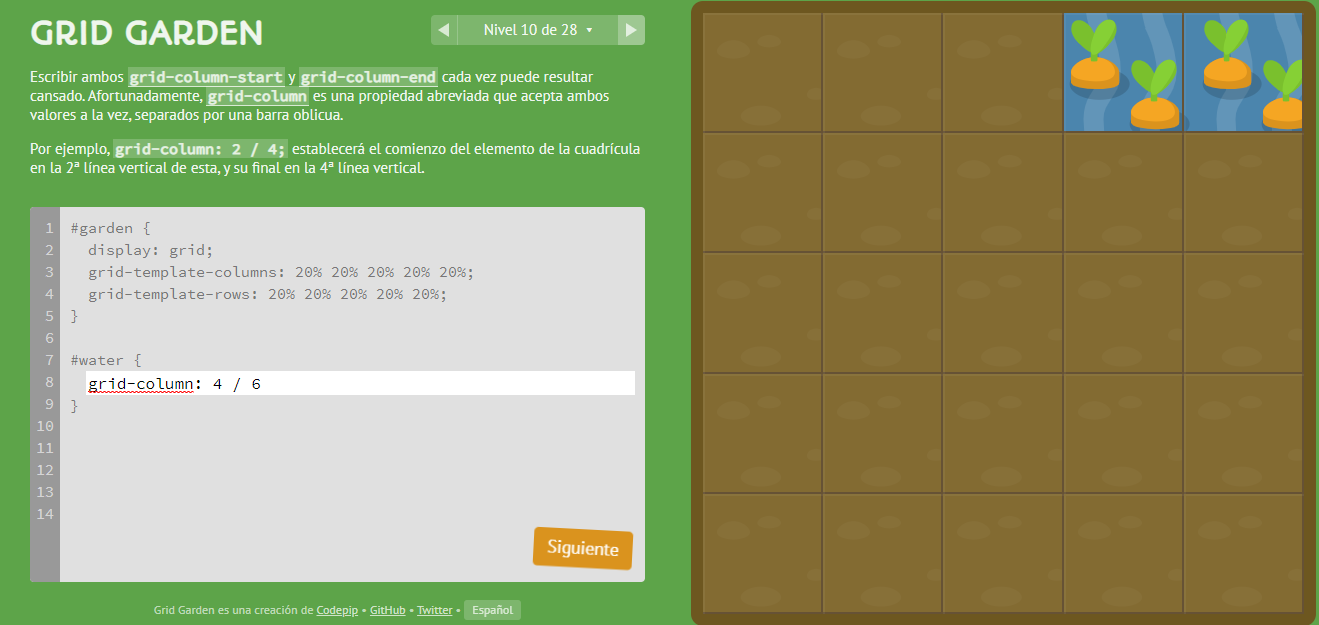 GRID GARDEN
Nivel 10 de 28
Escribir ambos grid-column-start y grid-column-end cada vez puede resultar
cansado. Afortunadamente, grid-column es una propiedad abreviada que acepta ambos
valores a la vez, separados por una barra oblicua.
Por ejemplo, grid-column: 2 / 4; establecerá el comienzo del elemento de la cuadrícula
en la 2ª línea vertical de esta, y su final en la 4ª línea vertical.
1 #garden {
2 display: grid;
3 grid-template-columns: 20% 20% 20% 20% 20%;
4 grid-template-rows: 20% 20% 20% 20% 20%;
5 }
6
7 #water {
8 grid-column: 4 / 6
9 }
10
11
12
13
14
Siguiente
Grid Garden es una creación de Codepip • GitHub • Twitter • Español